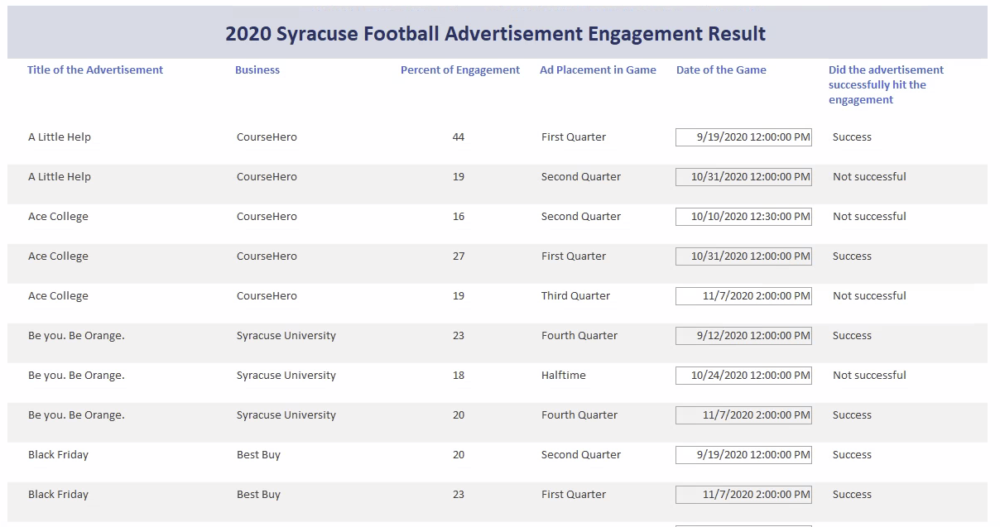 2020 Syracuse Football Advertisement Engagement Result
Title of the Advertisement Business Percent of Engagement Ad Placement in Game Date of the Game Did the advertisement
successfully hit the
engagement
A Little Help CourseHero 44 First Quarter 9/19/2020 12:00:00 PM Success
A Little Help CourseHero 19 Second Quarter 10/31/2020 12:00:00 PM Not successful
Ace College CourseHero 16 Second Quarter 10/10/2020 12:30:00 PM Not successful
Ace College CourseHero 27 First Quarter 10/31/2020 12:00:00 PM Success
Ace College CourseHero 19 Third Quarter 11/7/2020 2:00:00 PM Not successful
Be you. Be Orange. Syracuse University 23 Fourth Quarter 9/12/2020 12:00:00 PM Success
Be you. Be Orange. Syracuse University 18 Halftime 10/24/2020 12:00:00 PM Not successful
Be you. Be Orange. Syracuse University 20 Fourth Quarter 11/7/2020 2:00:00 PM Success
Black Friday Best Buy 20 Second Quarter 9/19/2020 12:00:00 PM Success
Black Friday Best Buy 23 First Quarter 11/7/2020 2:00:00 PM Success